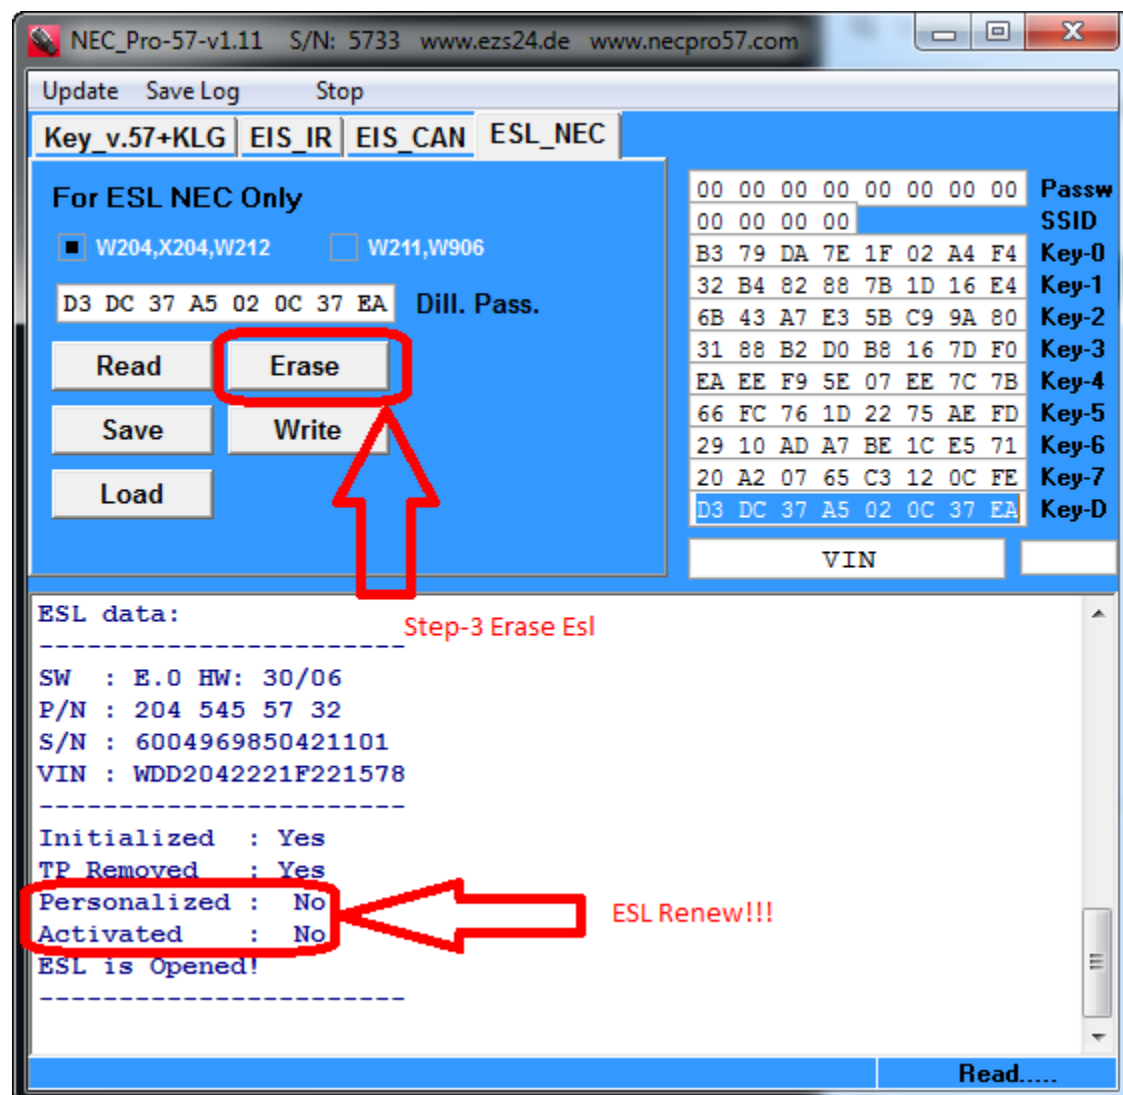 NEC_Pro-57-v1.11 S/N: 5733 www.ezs24.de www.necpro57.com
Update Save Log Stop
Key_v.57+KLG EIS_IR EIS_CAN ESL_NEC
For ESL NEC Only
W204,X204,W212 W211,W906
D3 DC 37 A5 02 0C 37 EA Dill. Pass.
Read Erase
Save Write
Load
00 00 00 00 00 00 00 00 Passw
00 00 00 00 SSID
B3 79 DA 7E 1F 02 A4 F4 Key-0
32 B4 82 88 7B 1D 16 E4 Key-1
6B 43 A7 E3 5B C9 9A 80 Key-2
31 88 B2 D0 B8 16 7D F0 Key-3
EA EE F9 5E 07 EE 7C 7B Key-4
66 FC 76 1D 22 75 AE FD Key-5
29 10 AD A7 BE 1C E5 71 Key-6
20 A2 07 65 C3 12 0C FE Key-7
D3 DC 37 A5 02 0C 37 EA Key-D
VIN
ESL data:
Step-3 Erase Esl
------------------------
SW : E.0 HW: 30/06
P/N : 204 545 57 32
S/N : 6004969850421101
VIN : WDD2042221F221578
------------------------
Initialized : Yes
TP Removed : Yes
Personalized : No
ESL Renew!!!
Activated : No
ESL is Opened!
------------------------
Read.....